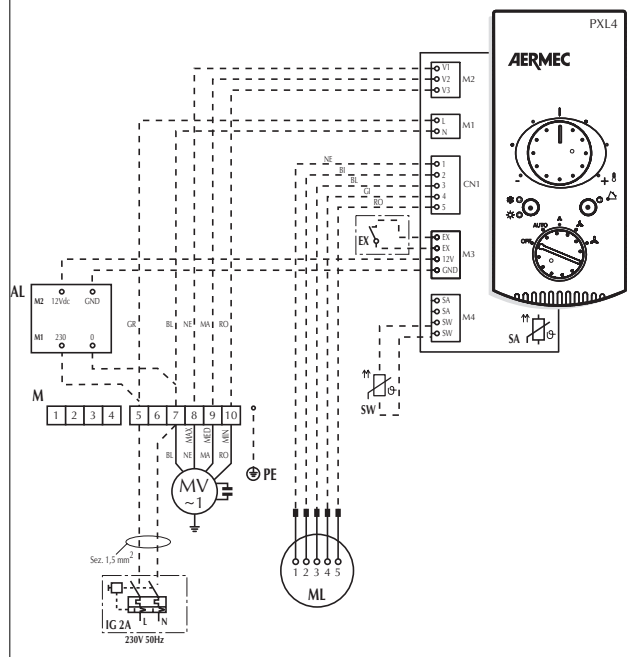 PXL4
AERMEC
V1
V2
V3
M2
L
N
M1
1
2
3
4
5
CN1
NE
BI
BL
GI
RO
- +
AUTO
OFF
EX
EX
EX
12V
GND
M3
SA
SA
SW
SW
M4
SA
ϑ
AL
M2 12Vdc GND
M1 230 0
GR
BL
NE
MA
RO
SW
ϑ
M
1 2 3 4 5 6 7 8 9 10
MAX
MED
MIN
BL
NE
MA
RO
PE
MV
~1
Sez. 1,5 mm2
1 2 3 4 5
ML
IG 2A
L N
230V 50Hz